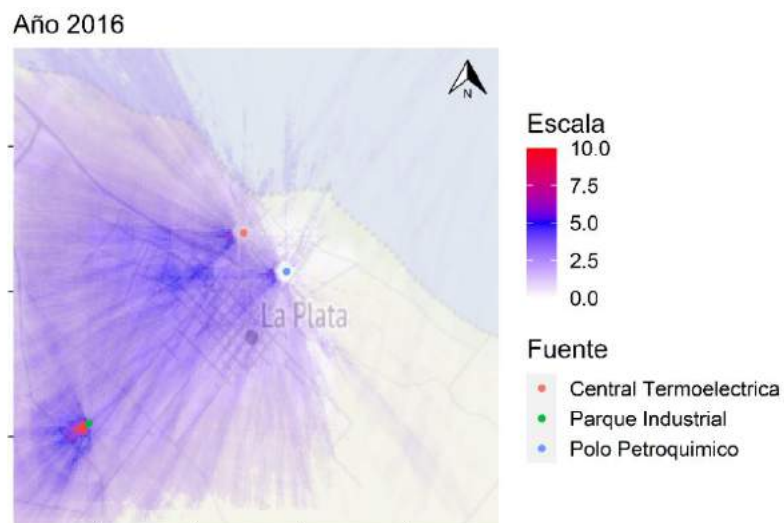 Año 2016
N
La Plata
Escala
10.0
7.5
5.0
2.5
0.0
Fuente
Central Termoelectrica
Parque Industrial
Polo Petroquimico